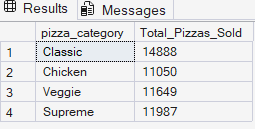 Results Messages
pizza_category Total_Pizzas_Sold
1 Classic 14888
2 Chicken 11050
3 Veggie 11649
4 Supreme 11987